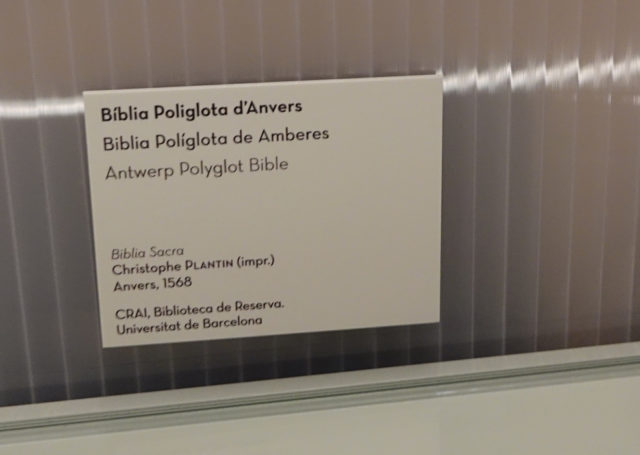 Bíblia Poliglota d'Anvers
Biblia Políglota de Amberes
Antwerp Polyglot Bible
Biblia Sacra
Christophe PLANTIN (impr.)
Anvers, 1568
CRAI, Biblioteca de Reserva.
Universitat de Barcelona